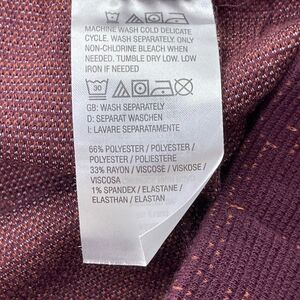 MACHINE WASH COLD DELICATE
CYCLE. WASH SEPARATELY. ONLY
NON-CHLORINE BLEACH WHEN
NEEDED. TUMBLE DRY LOW. LOW
IRON IF NEEDED
30
GB: WASH SEPARATELY
D: SEPARAT WASCHEN
I: LAVARE SEPARATAMENTE
66% POLYESTER / POLYESTER /
POLYESTER / POLIESTERE
33% RAYON / VISCOSE / VISKOSE /
VISCOSA
1% SPANDEX / ELASTANE /
ELASTHAN / ELASTAN